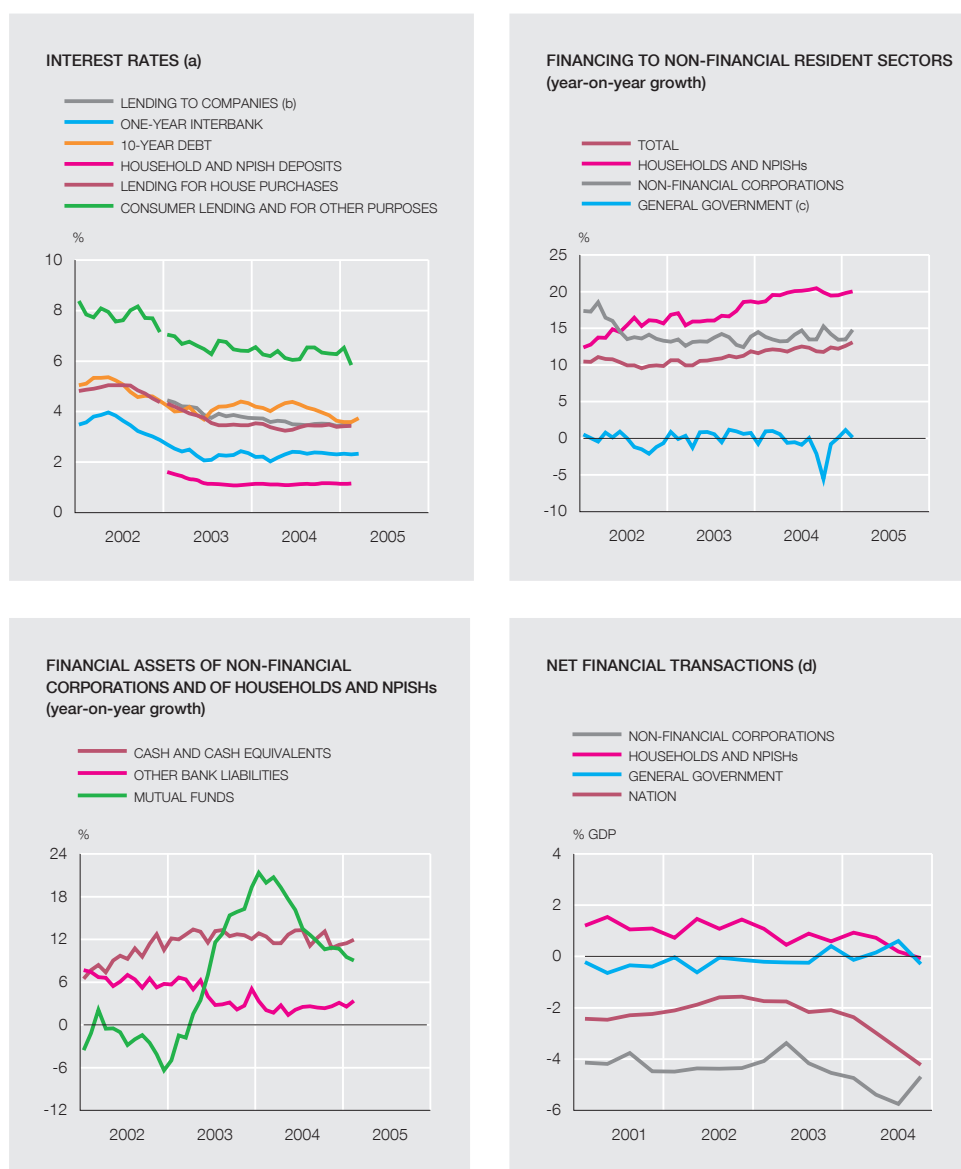 INTEREST RATES (a)
LENDING TO COMPANIES (b)
ONE-YEAR INTERBANK
10-YEAR DEBT
HOUSEHOLD AND NPISH DEPOSITS
LENDING FOR HOUSE PURCHASES
CONSUMER LENDING AND FOR OTHER PURPOSES
%
10
8
6
4
2
0
2002 2003 2004 2005
FINANCING TO NON-FINANCIAL RESIDENT SECTORS
(year-on-year growth)
TOTAL
HOUSEHOLDS AND NPISHs
NON-FINANCIAL CORPORATIONS
GENERAL GOVERNMENT (c)
%
25
20
15
10
5
0
-5
-10
2002 2003 2004 2005
FINANCIAL ASSETS OF NON-FINANCIAL
CORPORATIONS AND OF HOUSEHOLDS AND NPISHs
(year-on-year growth)
CASH AND CASH EQUIVALENTS
OTHER BANK LIABILITIES
MUTUAL FUNDS
%
24
18
12
6
0
-6
-12
2002 2003 2004 2005
NET FINANCIAL TRANSACTIONS (d)
NON-FINANCIAL CORPORATIONS
HOUSEHOLDS AND NPISHs
GENERAL GOVERNMENT
NATION
% GDP
4
2
0
-2
-4
-6
2001 2002 2003 2004